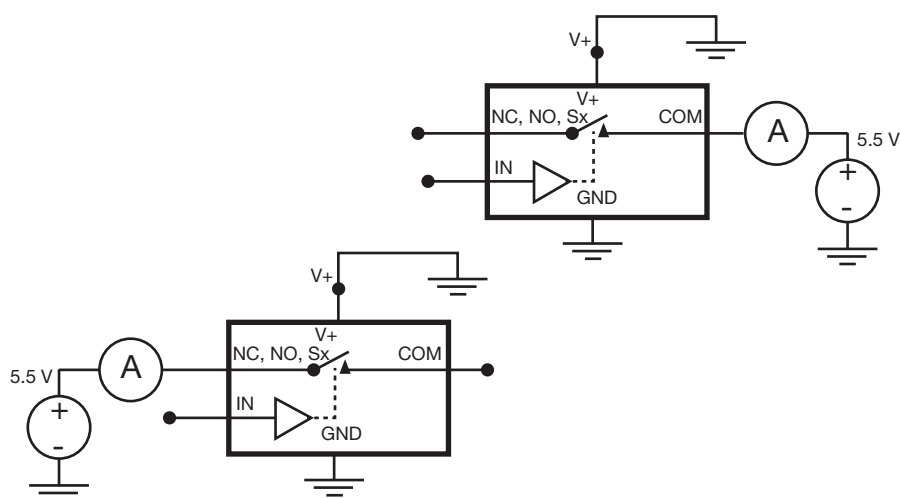 V+
V+
NC, NO, Sx
COM
A
5.5 V
IN
+
-
GND
V+
V+
NC, NO, Sx
COM
A
5.5 V
IN
+
-
GND